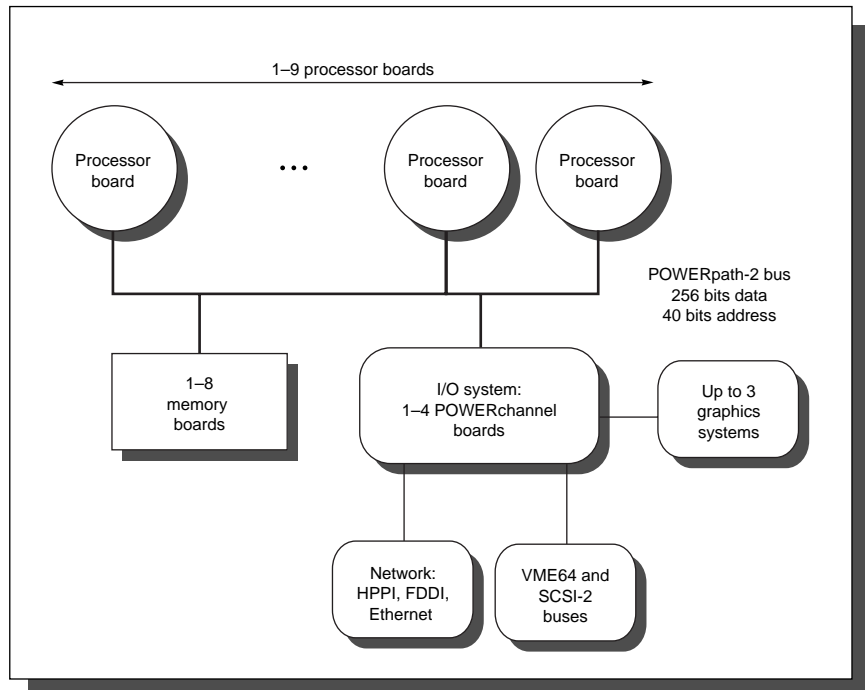 1–9 processor boards
Processor
board
...
Processor
board
Processor
board
POWERpath-2 bus
256 bits data
40 bits address
1–8
memory
boards
I/O system:
1–4 POWERchannel
boards
Up to 3
graphics
systems
Network:
HPPI, FDDI,
Ethernet
VME64 and
SCSI-2
buses